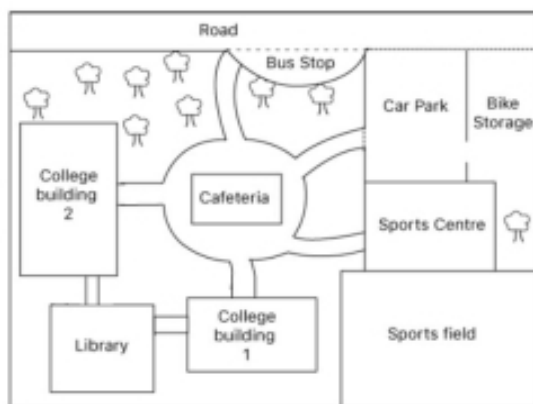 Road
Bus Stop
Car Park
Bike
Storage
College
building
2
Cafeteria
Sports Centre
College
building
1
Library
Sports field